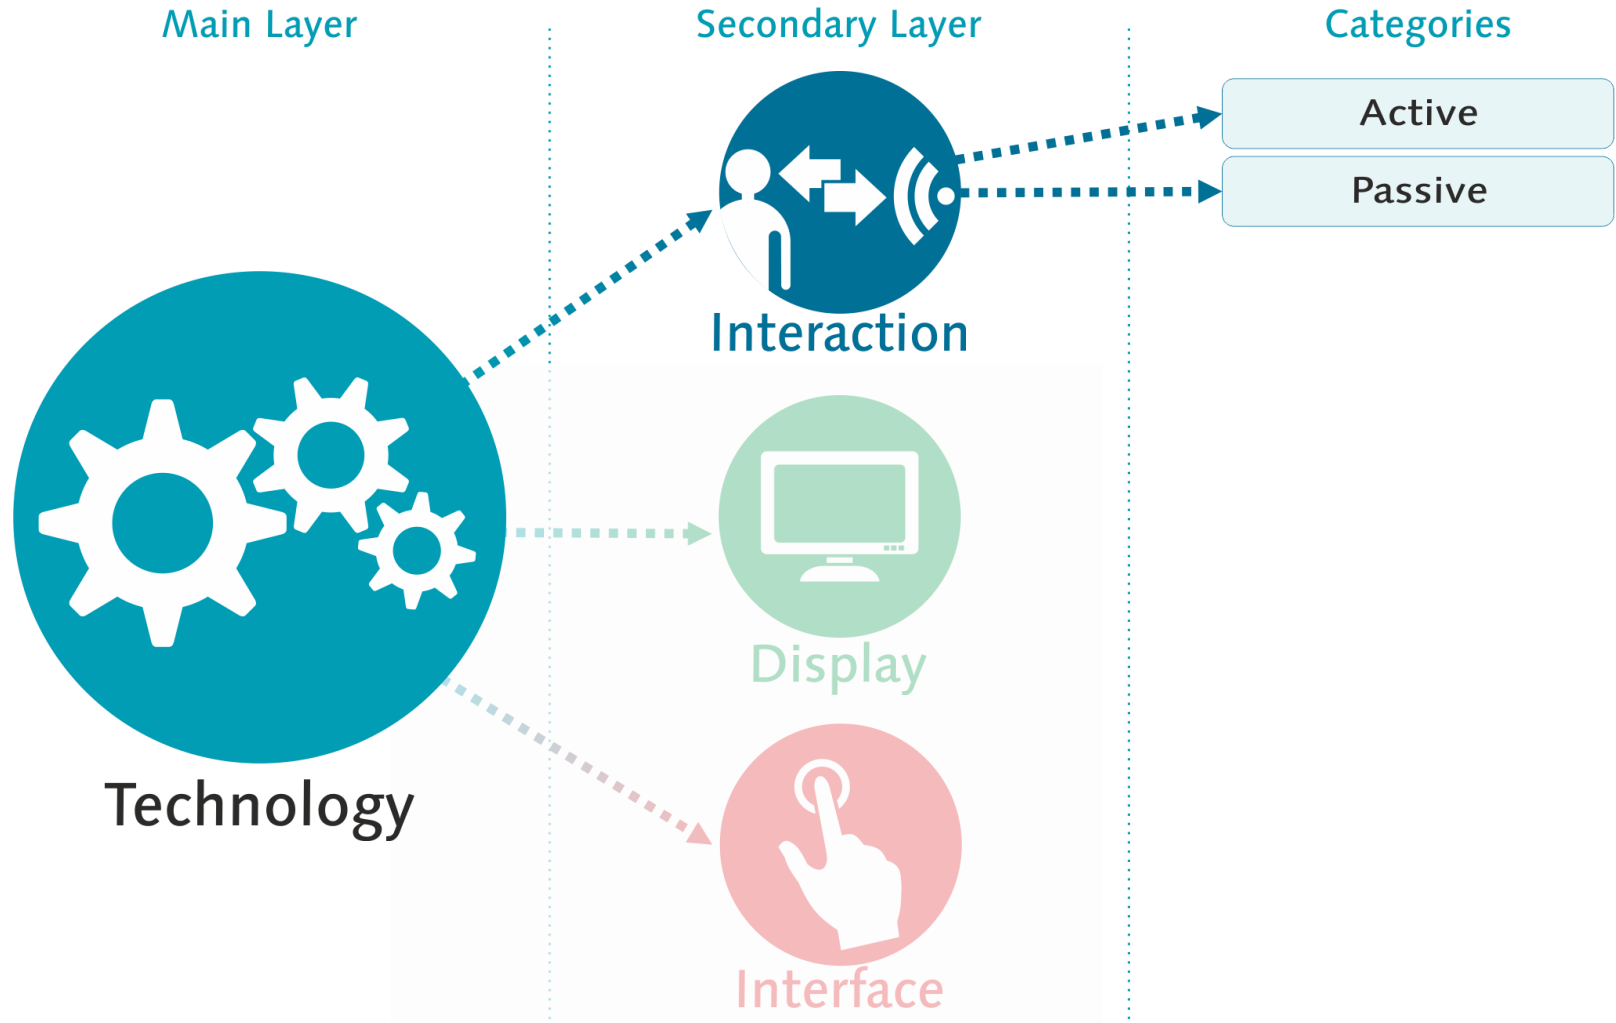 Main Layer
Secondary Layer
Categories
Active
Passive
Interaction
Technology
Display
Interface